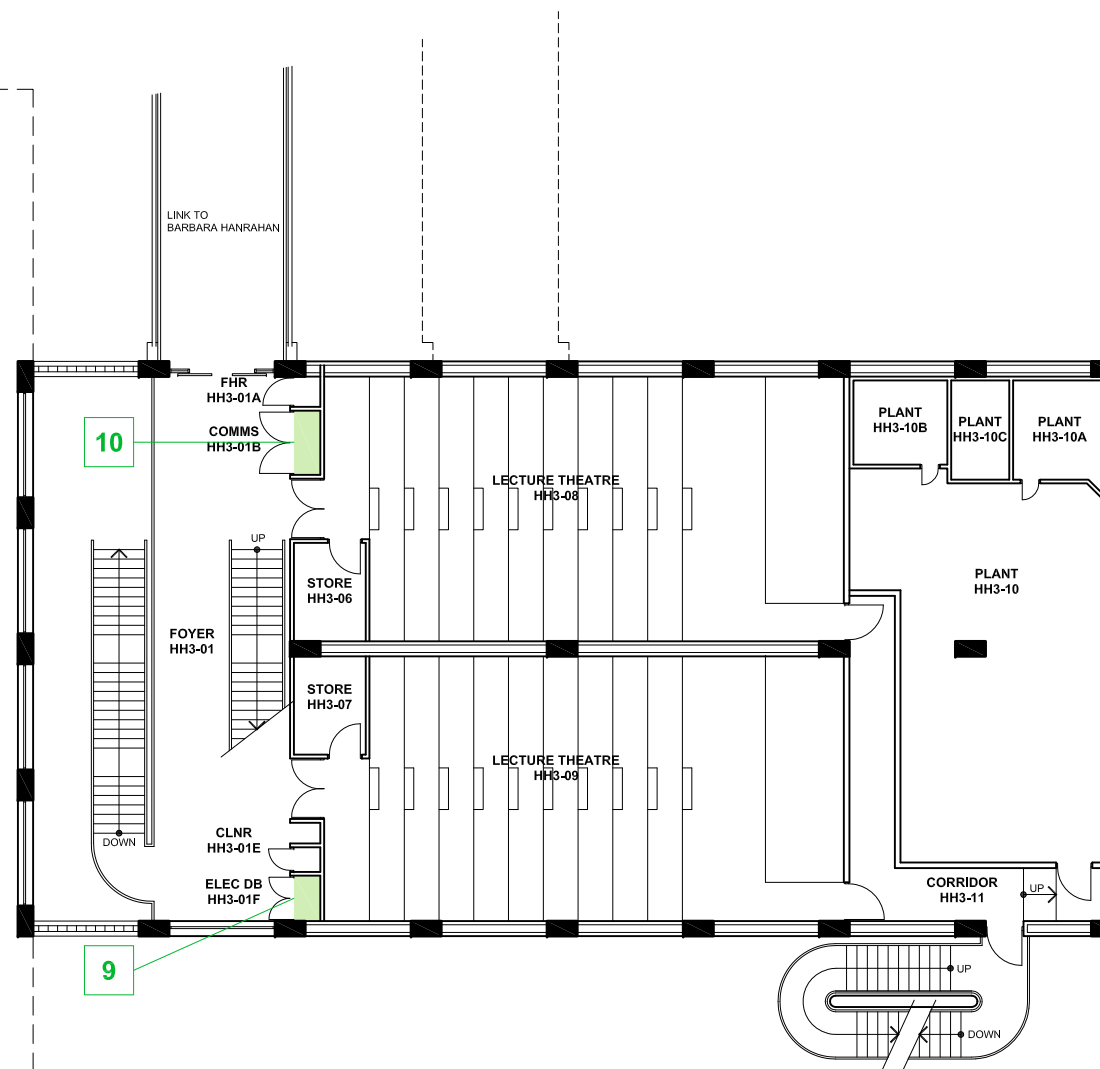 LINK TO
BARBARA HANRAHAN
FHR
HH3-01A
10
COMMS
HH3-01B
PLANT
HH3-10B
PLANT
HH3-10C
PLANT
HH3-10A
LECTURE THEATRE
HH3-08
UP
STORE
HH3-06
PLANT
HH3-10
FOYER
HH3-01
STORE
HH3-07
LECTURE THEATRE
HH3-09
DOWN
CLNR
HH3-01E
ELEC DB
HH3-01F
CORRIDOR
HH3-11
UP
9
UP
DOWN